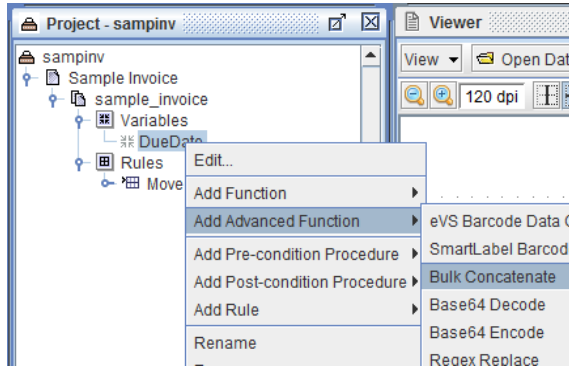 Project - sampinv
Viewer
sampinv
Sample Invoice
sample_invoice
Variables
DueDate
Rules
Move
View
Open Dat
120 dpi
Edit...
Add Function
Add Advanced Function
Add Pre-condition Procedure
Add Post-condition Procedure
Add Rule
Rename
eVS Barcode Data
SmartLabel Barcod
Bulk Concatenate
Base64 Decode
Base64 Encode
Regex Replace